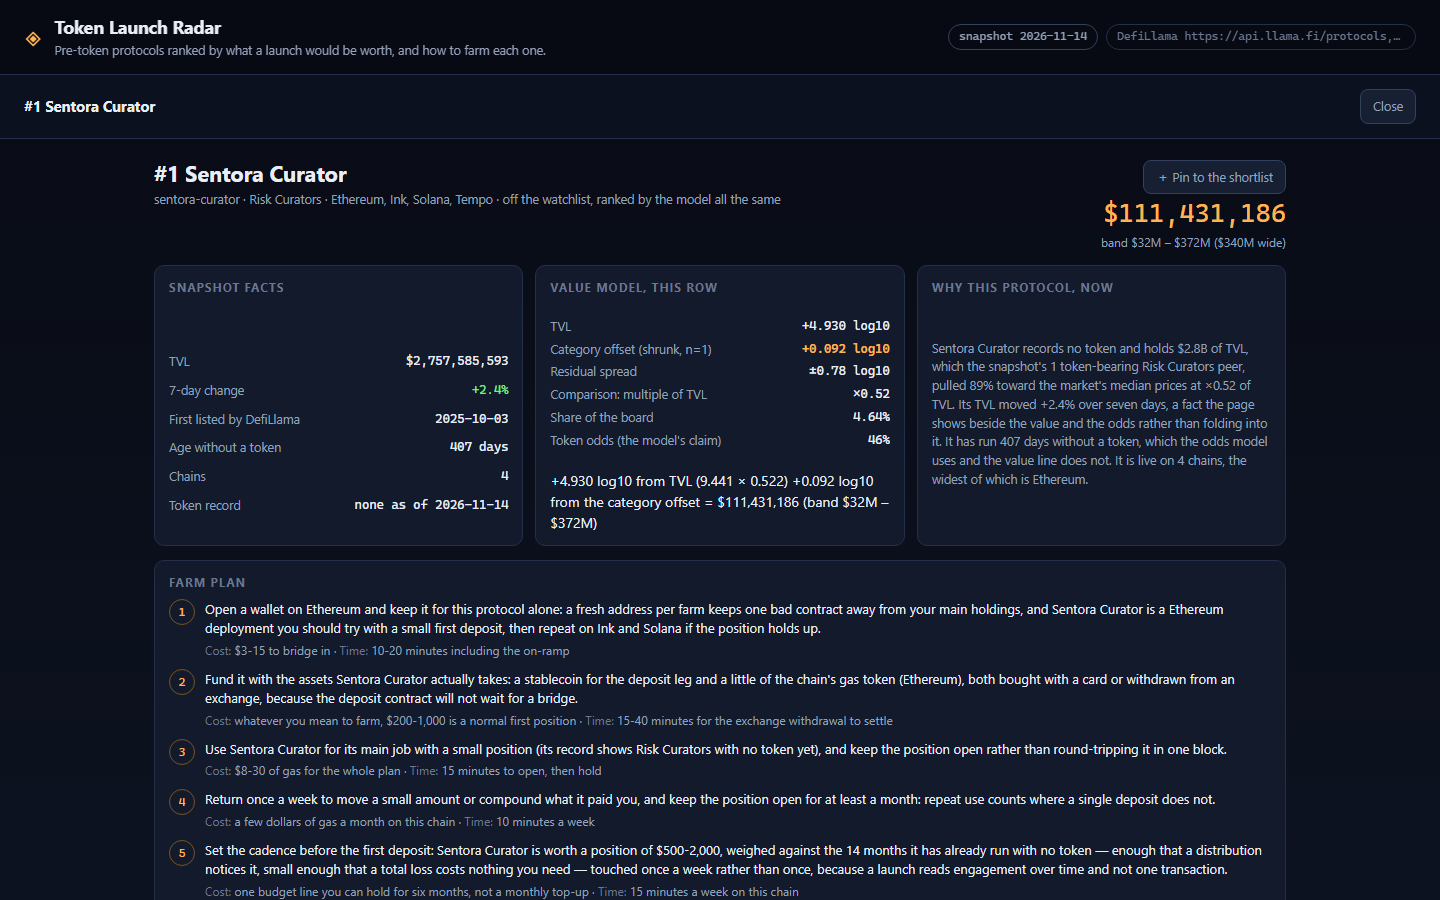 Token Launch Radar
Pre-token protocols ranked by what a launch would be worth, and how to farm each one.
snapshot 2026-11-14
DefiLlama https://api.llama.fi/protocols,…
#1 Sentora Curator
Close
#1 Sentora Curator
sentora-curator · Risk Curators · Ethereum, Ink, Solana, Tempo · off the watchlist, ranked by the model all the same
+ Pin to the shortlist
$111,431,186
band $32M – $372M ($340M wide)
SNAPSHOT FACTS
TVL $2,757,585,593
7-day change +2.4%
First listed by DefiLlama 2025-10-03
Age without a token 407 days
Chains 4
Token record none as of 2026-11-14
VALUE MODEL, THIS ROW
TVL +4.930 log10
Category offset (shrunk, n=1) +0.092 log10
Residual spread ±0.78 log10
Comparison: multiple of TVL ×0.52
Share of the board 4.64%
Token odds (the model's claim) 46%
+4.930 log10 from TVL (9.441 × 0.522) +0.092 log10
from the category offset = $111,431,186 (band $32M –
$372M)
WHY THIS PROTOCOL, NOW
Sentora Curator records no token and holds $2.8B of TVL,
which the snapshot's 1 token-bearing Risk Curators peer,
pulled 89% toward the market's median prices at ×0.52 of
TVL. Its TVL moved +2.4% over seven days, a fact the page
shows beside the value and the odds rather than folding into
it. It has run 407 days without a token, which the odds model
uses and the value line does not. It is live on 4 chains, the
widest of which is Ethereum.
FARM PLAN
1
Open a wallet on Ethereum and keep it for this protocol alone: a fresh address per farm keeps one bad contract away from your main holdings, and Sentora Curator is a Ethereum
deployment you should try with a small first deposit, then repeat on Ink and Solana if the position holds up.
Cost: $3-15 to bridge in · Time: 10-20 minutes including the on-ramp
2
Fund it with the assets Sentora Curator actually takes: a stablecoin for the deposit leg and a little of the chain's gas token (Ethereum), both bought with a card or withdrawn from an
exchange, because the deposit contract will not wait for a bridge.
Cost: whatever you mean to farm, $200-1,000 is a normal first position · Time: 15-40 minutes for the exchange withdrawal to settle
3
Use Sentora Curator for its main job with a small position (its record shows Risk Curators with no token yet), and keep the position open rather than round-tripping it in one block.
Cost: $8-30 of gas for the whole plan · Time: 15 minutes to open, then hold
4
Return once a week to move a small amount or compound what it paid you, and keep the position open for at least a month: repeat use counts where a single deposit does not.
Cost: a few dollars of gas a month on this chain · Time: 10 minutes a week
5
Set the cadence before the first deposit: Sentora Curator is worth a position of $500-2,000, weighed against the 14 months it has already run with no token — enough that a distribution
notices it, small enough that a total loss costs nothing you need — touched once a week rather than once, because a launch reads engagement over time and not one transaction.
Cost: one budget line you can hold for six months, not a monthly top-up · Time: 15 minutes a week on this chain